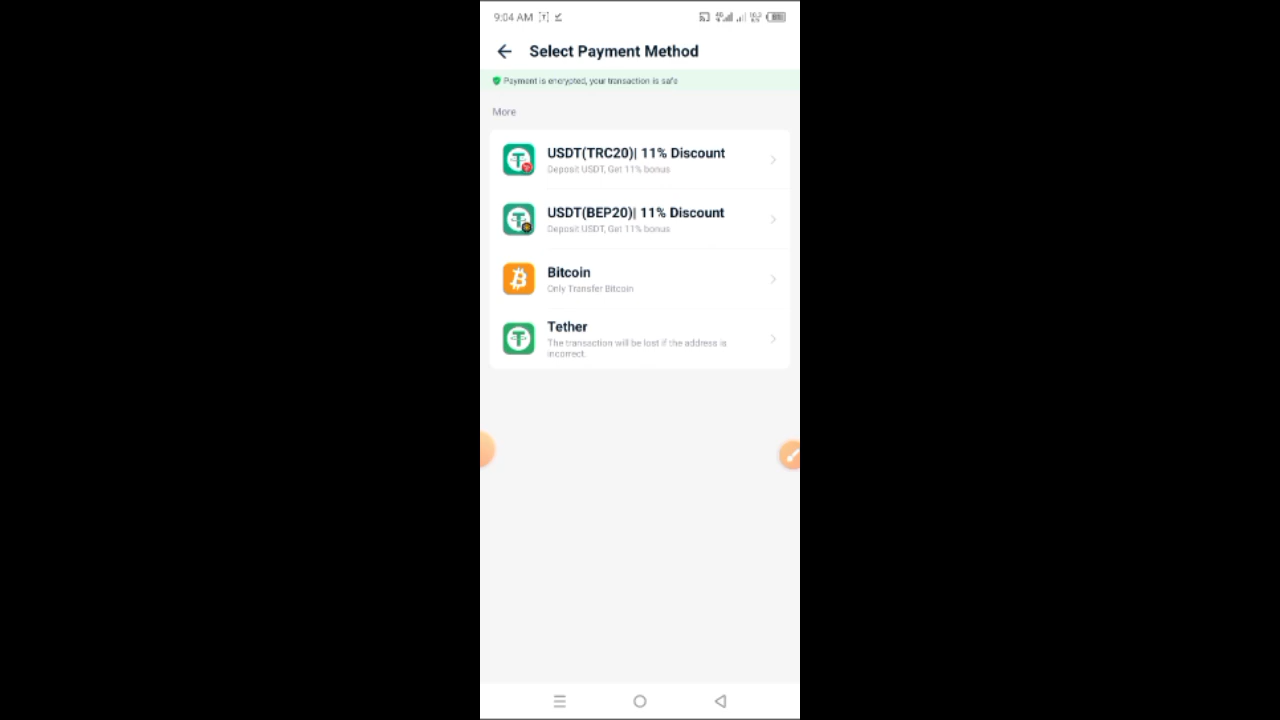 9:04 AM
Select Payment Method
Payment is encrypted, your transaction is safe
More
USDT(TRC20)| 11% Discount
Deposit USDT, Get 11% bonus
USDT(BEP20)| 11% Discount
Deposit USDT, Get 11% bonus
Bitcoin
Only Transfer Bitcoin
Tether
The transaction will be lost if the address is
incorrect.